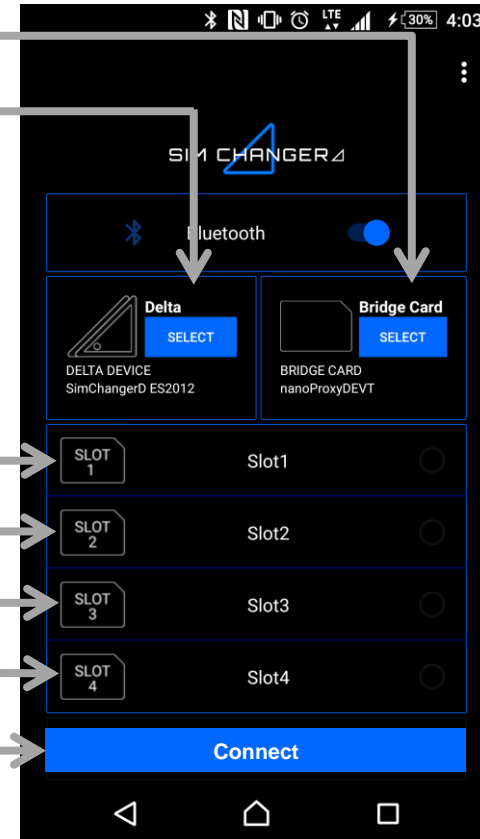 LTE 30% 4:03
SIM CHANGER⊿
Bluetooth
Delta
SELECT
DELTA DEVICE
SimChangerD ES2012
Bridge Card
SELECT
BRIDGE CARD
nanoProxyDEVT
SLOT
1
Slot1
SLOT
2
Slot2
SLOT
3
Slot3
SLOT
4
Slot4
Connect